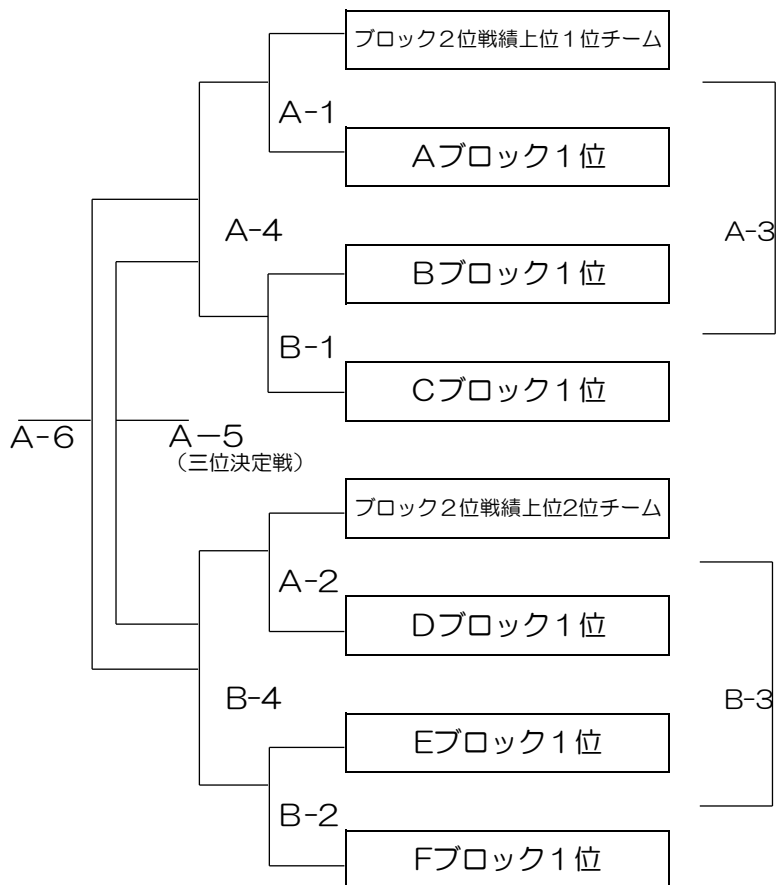 ブロック２位戦績上位１位チーム
A-1
Aブロック１位
A-3
A-4
Bブロック１位
B-1
Cブロック１位
A-6
A－5
（三位決定戦）
ブロック２位戦績上位2位チーム
A-2
Dブロック１位
B-4
B-3
Eブロック１位
B-2
Fブロック１位